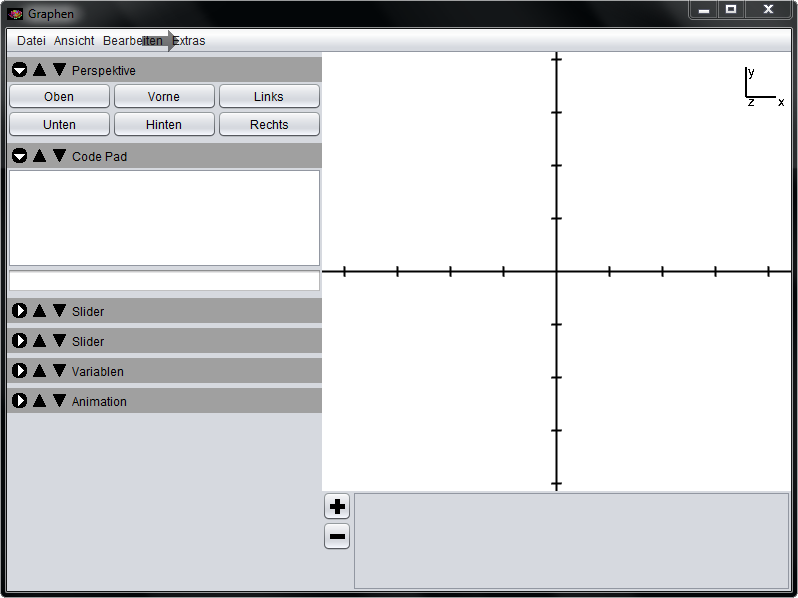 Graphen
Datei Ansicht Bearbeiten Extras
Perspektive
Oben Vorne Links
Unten Hinten Rechts
Code Pad
Slider
Slider
Variablen
Animation
y
z x